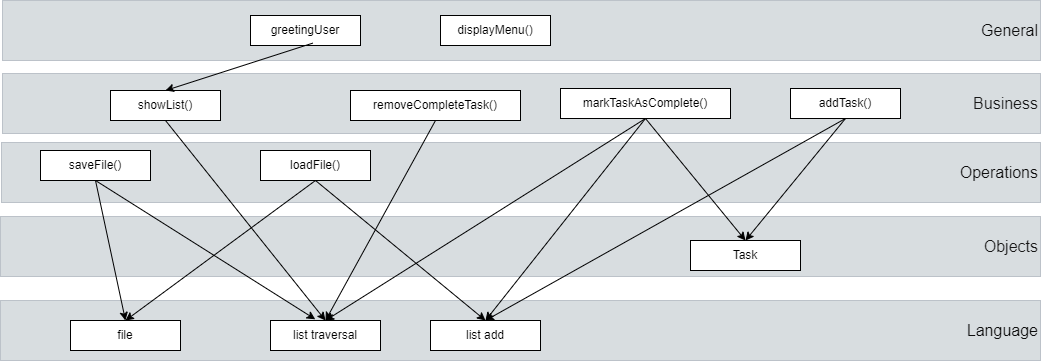 greetingUser
displayMenu()
General
showList()
removeCompleteTask()
markTaskAsComplete()
addTask()
Business
saveFile()
loadFile()
Operations
Task
Objects
file
list traversal
list add
Language